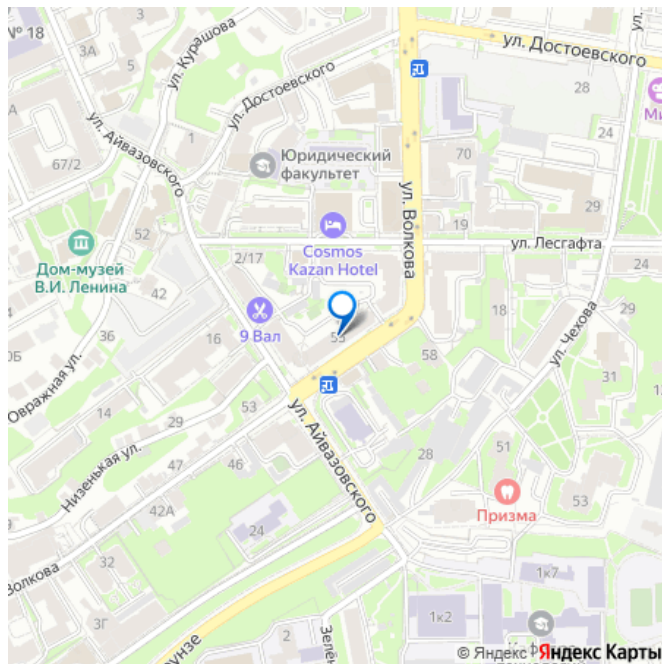 № 18
3А
5
ул. Курашова
ул. Достоевского
ул. Достоевского
28
24
1
ул. Айвазовского
67/2
Юридический
факультет
70
ул. Волкова
29
52
Дом-музей
В.И. Ленина
Cosmos
Kazan Hotel
19
ул. Лесгафта
2/17
24
42
9 Вал
55
18
29
ул. Чехова
36
16
58
31
Овражная ул.
14
29
53
ул. Айвазовского
Низенькая ул.
47
46
28
51
Призма
53
42А
24
32
Волкова
3Г
1к7
1к2
2
© Яндекс
Яндекс Карты